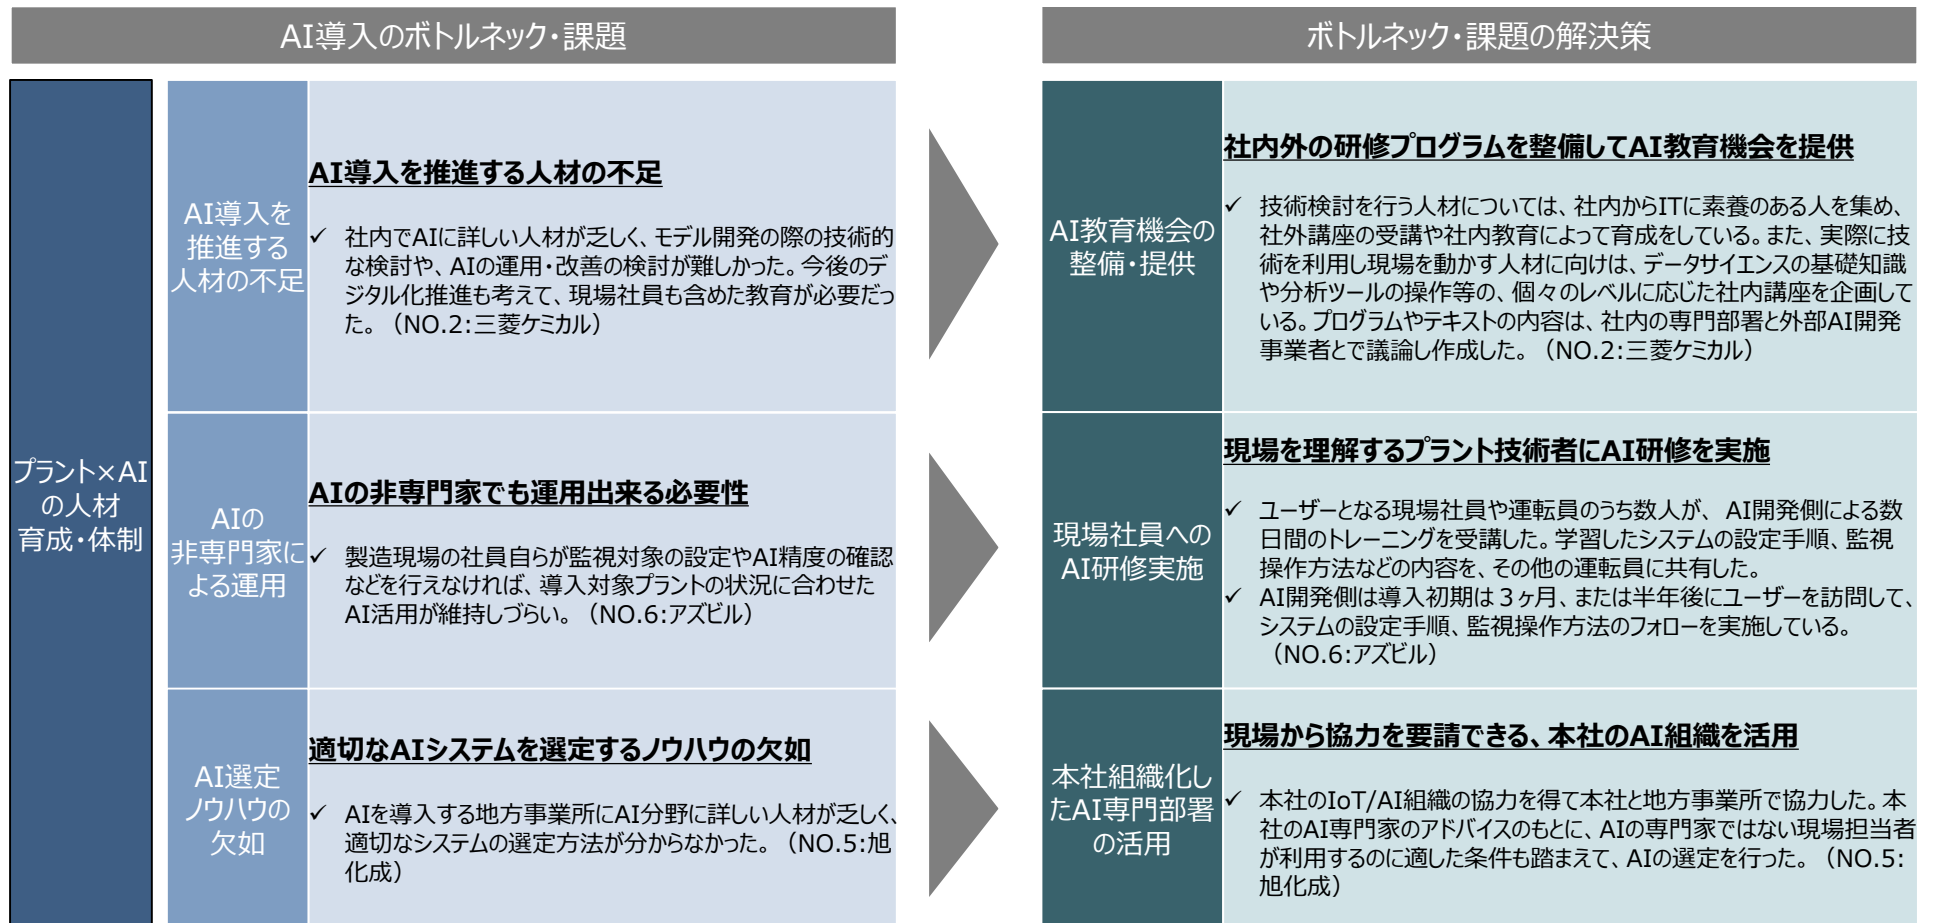 AI導入のボトルネック・課題
ボトルネック・課題の解決策
プラント×AI
の人材
育成・体制
AI導入を
推進する
人材の不足
AI導入を推進する人材の不足
✓ 社内でAIに詳しい人材が乏しく、モデル開発の際の技術的
な検討や、AIの運用・改善の検討が難しかった。今後のデ
ジタル化推進も考えて、現場社員も含めた教育が必要だっ
た。（NO.2:三菱ケミカル）
AI教育機会の
整備・提供
社内外の研修プログラムを整備してAI教育機会を提供
✓ 技術検討を行う人材については、社内からITに素養のある人を集め、
社外講座の受講や社内教育によって育成をしている。また、実際に技
術を利用し現場を動かす人材に向けは、データサイエンスの基礎知識
や分析ツールの操作等の、個々のレベルに応じた社内講座を企画して
いる。プログラムやテキストの内容は、社内の専門部署と外部AI開発
事業者とで議論し作成した。（NO.2:三菱ケミカル）
AIの
非専門家に
よる運用
AIの非専門家でも運用出来る必要性
✓ 製造現場の社員自らが監視対象の設定やAI精度の確認
などを行えなければ、導入対象プラントの状況に合わせた
AI活用が維持しづらい。（NO.6:アズビル）
現場社員への
AI研修実施
現場を理解するプラント技術者にAI研修を実施
✓ ユーザーとなる現場社員や運転員のうち数人が、AI開発側による数
日間のトレーニングを受講した。学習したシステムの設定手順、監視
操作方法などの内容を、その他の運転員に共有した。
✓ AI開発側は導入初期は３ヶ月、または半年後にユーザーを訪問して、
システムの設定手順、監視操作方法のフォローを実施している。
（NO.6:アズビル）
AI選定
ノウハウの
欠如
適切なAIシステムを選定するノウハウの欠如
✓ AIを導入する地方事業所にAI分野に詳しい人材が乏しく、
適切なシステムの選定方法が分からなかった。（NO.5:旭
化成）
本社組織化し
たAI専門部署
の活用
現場から協力を要請できる、本社のAI組織を活用
✓ 本社のIoT/AI組織の協力を得て本社と地方事業所で協力した。本
社のAI専門家のアドバイスのもとに、AIの専門家ではない現場担当者
が利用するのに適した条件も踏まえて、AIの選定を行った。（NO.5:
旭化成）